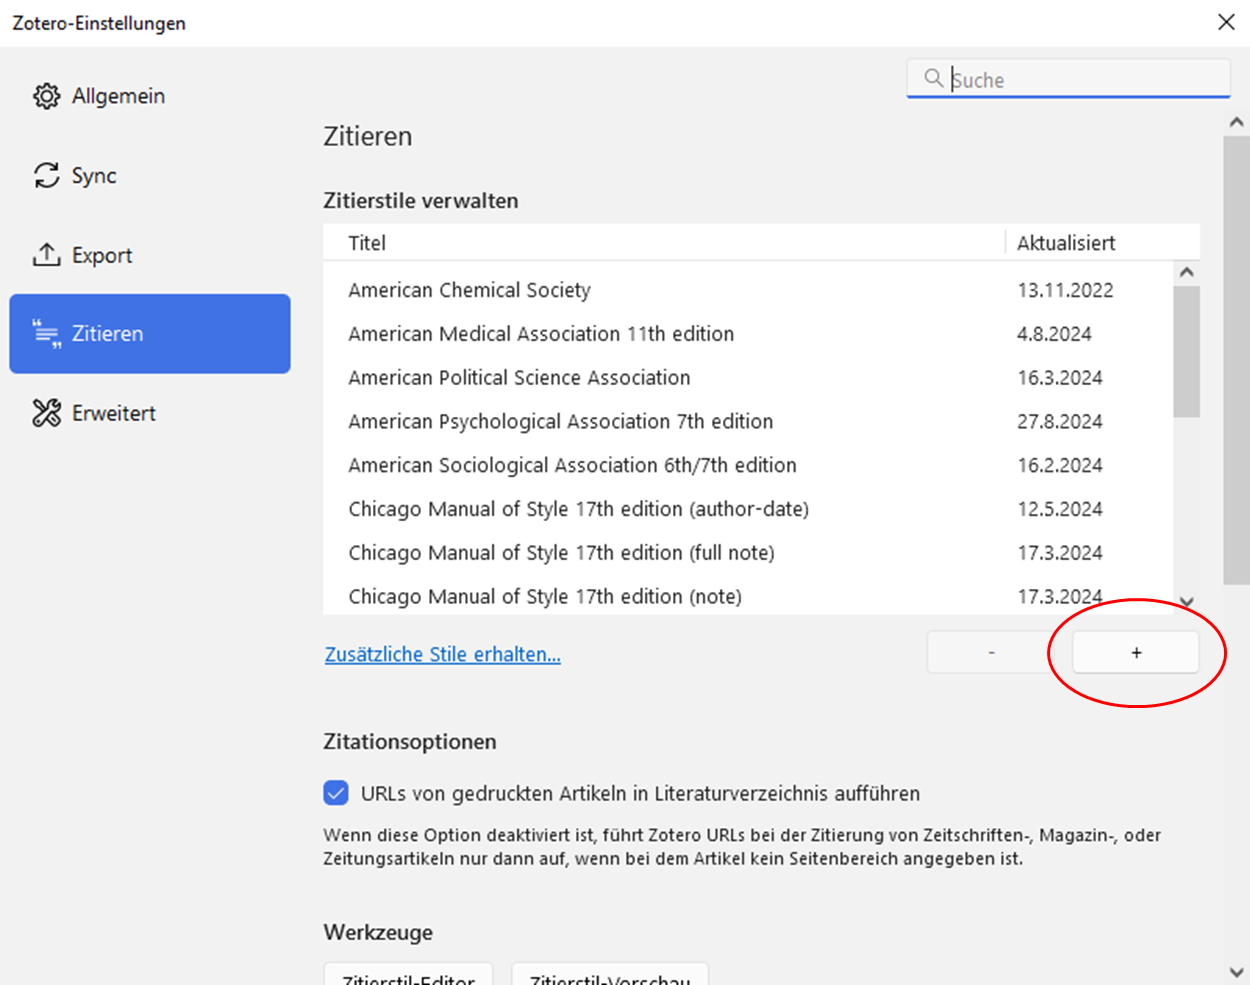 Zotero-Einstellungen
Suche
Allgemein
Sync
Export
Zitieren
Erweitert
Zitieren
Zitierstile verwalten
Titel Aktualisiert
American Chemical Society 13.11.2022
American Medical Association 11th edition 4.8.2024
American Political Science Association 16.3.2024
American Psychological Association 7th edition 27.8.2024
American Sociological Association 6th/7th edition 16.2.2024
Chicago Manual of Style 17th edition (author-date) 12.5.2024
Chicago Manual of Style 17th edition (full note) 17.3.2024
Chicago Manual of Style 17th edition (note) 17.3.2024
Zusätzliche Stile erhalten... - +
Zitationsoptionen
URLs von gedruckten Artikeln in Literaturverzeichnis aufführen
Wenn diese Option deaktiviert ist, führt Zotero URLs bei der Zitierung von Zeitschriften-, Magazin-, oder
Zeitungsartikeln nur dann auf, wenn bei dem Artikel kein Seitenbereich angegeben ist.
Werkzeuge
Zitierstil-Editor Zitierstil-Vorschau